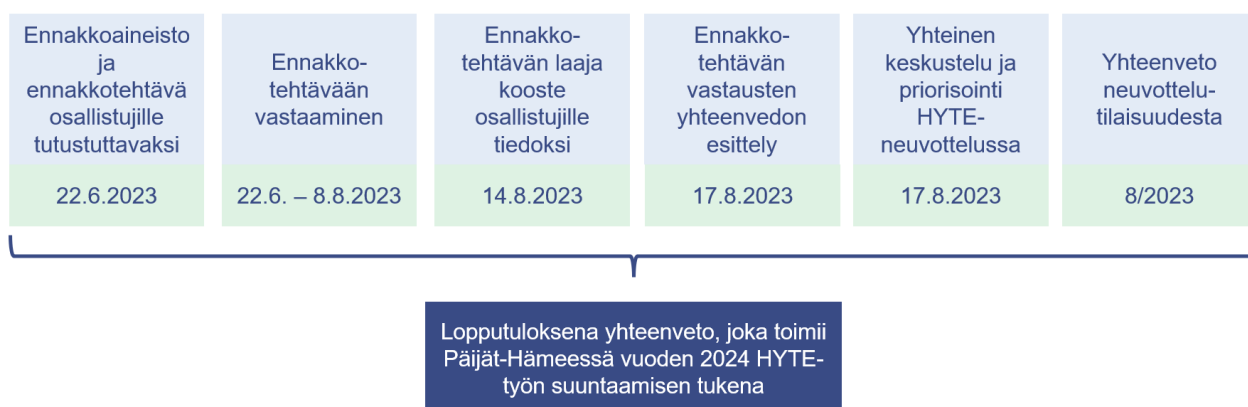 Ennakkoaineisto
ja
ennakkotehtävä
osallistujille
tutustuttavaksi
22.6.2023
Ennakko-
tehtävään
vastaaminen
22.6. – 8.8.2023
Ennakko-
tehtävän laaja
kooste
osallistujille
tiedoksi
14.8.2023
Ennakko-
tehtävän
vastausten
yhteenvedon
esittely
17.8.2023
Yhteinen
keskustelu ja
priorisointi
HYTE-
neuvottelussa
17.8.2023
Yhteenveto
neuvottelu-
tilaisuudesta
8/2023
Lopputuloksena yhteenveto, joka toimii
Päijät-Hämeessä vuoden 2024 HYTE-
työn suuntaamisen tukena